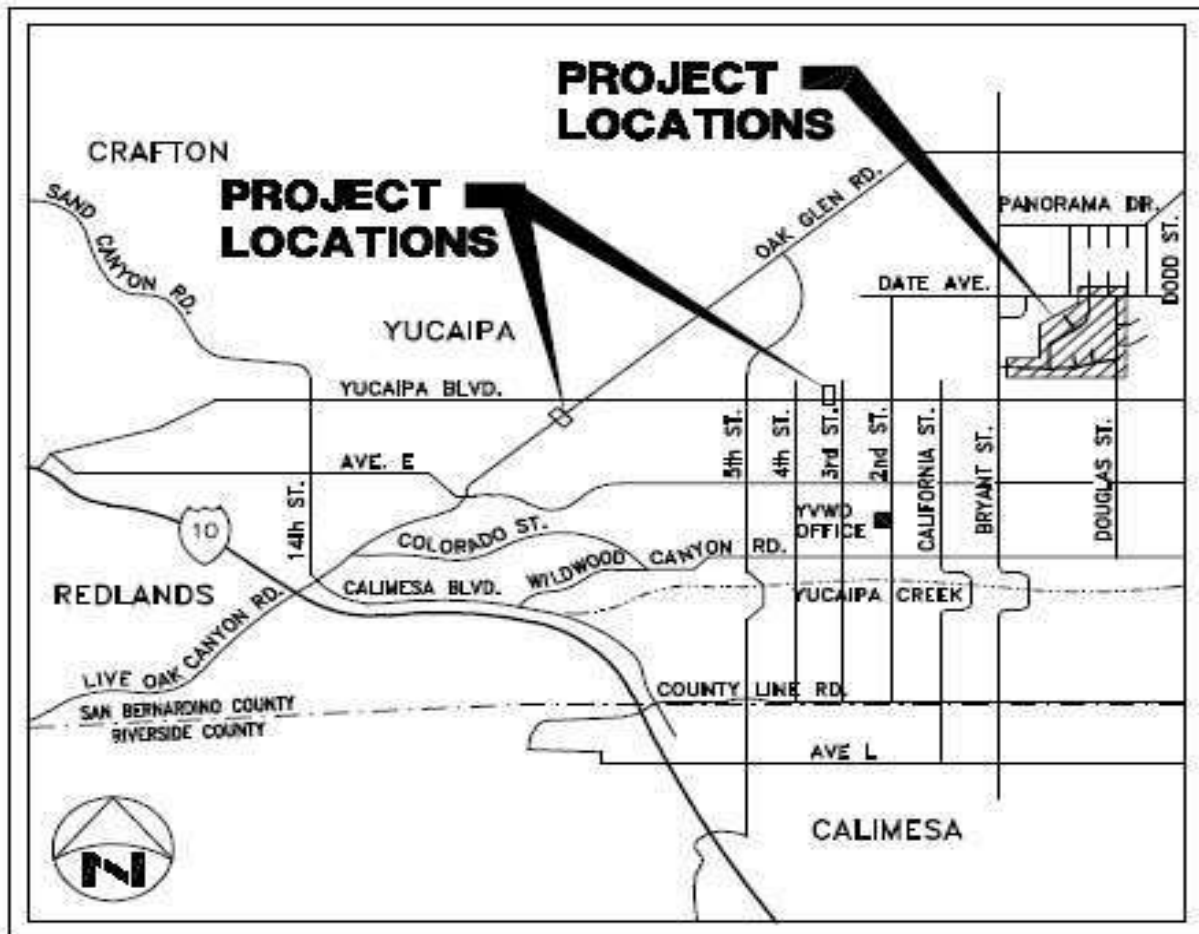 PROJECT
LOCATIONS
CRAFTON
PROJECT
LOCATIONS
SAND
CANYON RD.
OAK GLEN RD.
PANORAMA DR.
DODD ST.
DATE AVE.
YUCAIPA
YUCAIPA BLVD.
AVE. E
5th ST.
4th ST.
3rd ST.
2nd ST.
CALIFORNIA ST.
BRYANT ST.
DOUGLAS ST.
14th ST.
10
YVWD
OFFICE
COLORADO ST.
WILDWOOD CANYON RD.
CALIMESA BLVD.
REDLANDS
YUCAIPA CREEK
LIVE OAK CANYON RD.
COUNTY LINE RD.
SAN BERNARDINO COUNTY
RIVERSIDE COUNTY
AVE L
CALIMESA
N